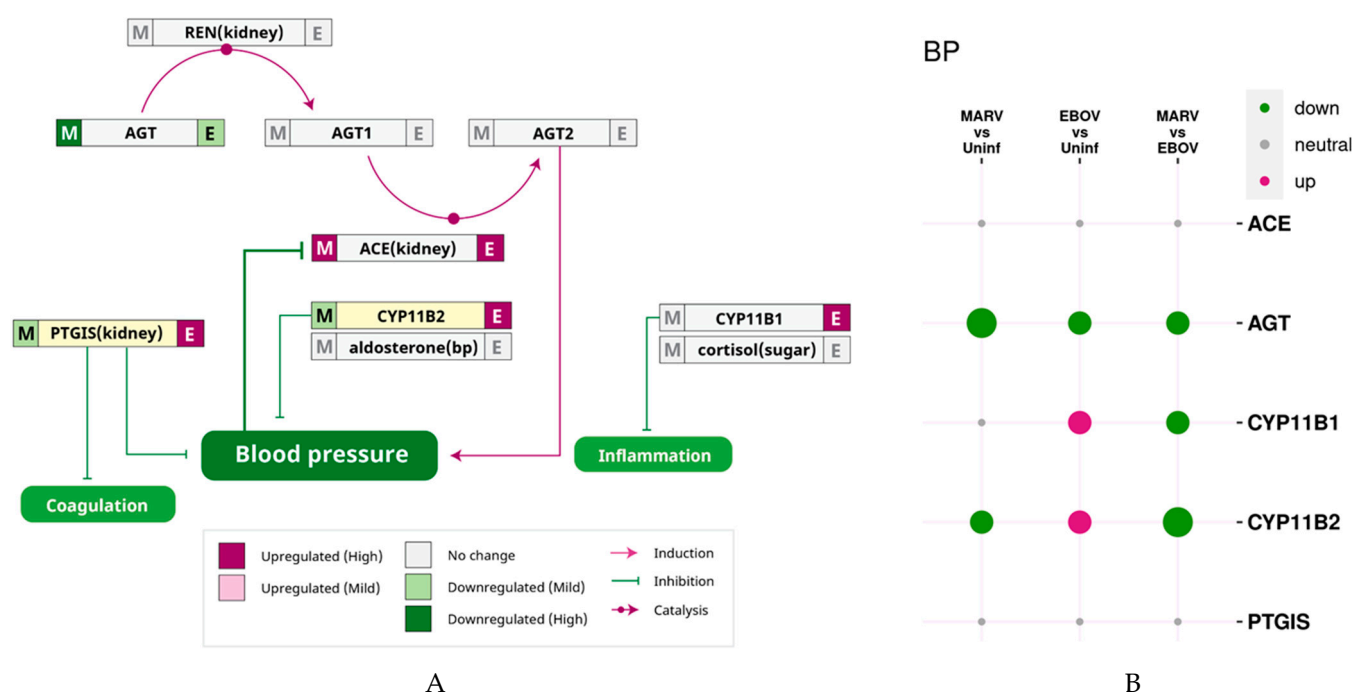 M REN(kidney) E
M AGT E
M AGT1 E
M AGT2 E
M ACE(kidney) E
M PTGIS(kidney) E
M CYP11B2 E
M aldosterone(bp) E
M CYP11B1 E
M cortisol(sugar) E
Blood pressure
Inflammation
Coagulation
Upregulated (High)
Upregulated (Mild)
No change
Downregulated (Mild)
Downregulated (High)
Induction
Inhibition
Catalysis
A
BP
MARV
vs
Uninf
EBOV
vs
Uninf
MARV
vs
EBOV
down
neutral
up
ACE
AGT
CYP11B1
CYP11B2
PTGIS
B